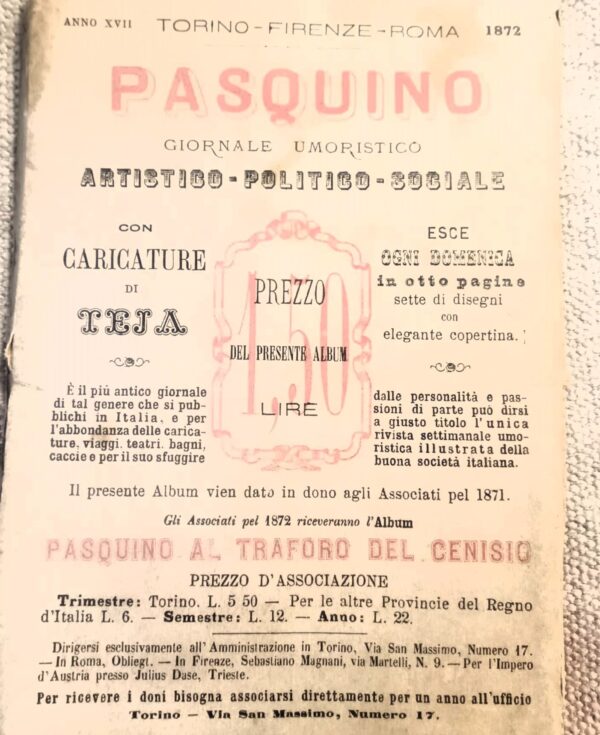 ANNO XVII TORINO-FIRENZE-ROMA 1872
PASQUINO
GIORNALE UMORISTICO
ARTISTICO-POLITICO-SOCIALE
CON
CARICATURE
DI
TEJA
PREZZO
DEL PRESENTE ALBUM
1,50
LIRE
ESCE
OGNI DOMENICA
in otto pagine
sette di disegni
con
elegante copertina.
È il più antico giornale
di tal genere che si pub-
blichi in Italia, e per
l'abbondanza delle carica-
ture, viaggi, teatri, bagni,
caccie e per il suo sfuggire
dalle personalità e pas-
sioni di parte può dirsi
a giusto titolo l'unica
rivista settimanale umo-
ristica illustrata della
buona società italiana.
Il presente Album vien dato in dono agli Associati pel 1871.
Gli Associati pel 1872 riceveranno l'Album
PASQUINO AL TRAFORO DEL CENISIO
PREZZO D'ASSOCIAZIONE
Trimestre: Torino. L. 5 50 — Per le altre Provincie del Regno
d'Italia L. 6. — Semestre: L. 12. — Anno: L. 22.
Dirigersi esclusivamente all'Amministrazione in Torino, Via San Massimo, Numero 17.
— In Roma, Obliegt. — In Firenze, Sebastiano Magnani, via Martelli, N. 9. — Per l'Impero
d'Austria presso Julius Dase, Trieste.
Per ricevere i doni bisogna associarsi direttamente per un anno all'ufficio
Torino — Via San Massimo, Numero 17.